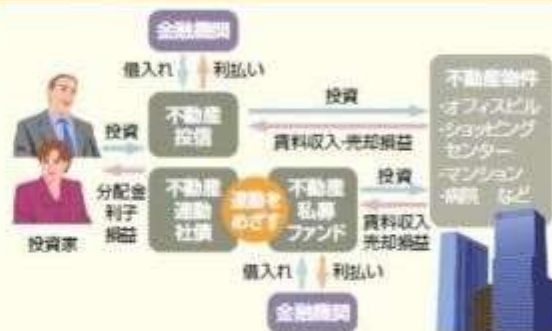 金融機関
借入れ
利払い
不動産
投信
投資
賃料収入・売却損益
不動産物件
・オフィスビル
・ショッピング
センター
・マンション
・病院 など
投資
分配金
利子
損益
投資家
不動産
連動
社債
連動を
めざす
不動産
私募
ファンド
投資
賃料収入
売却損益
借入れ
利払い
金融機関